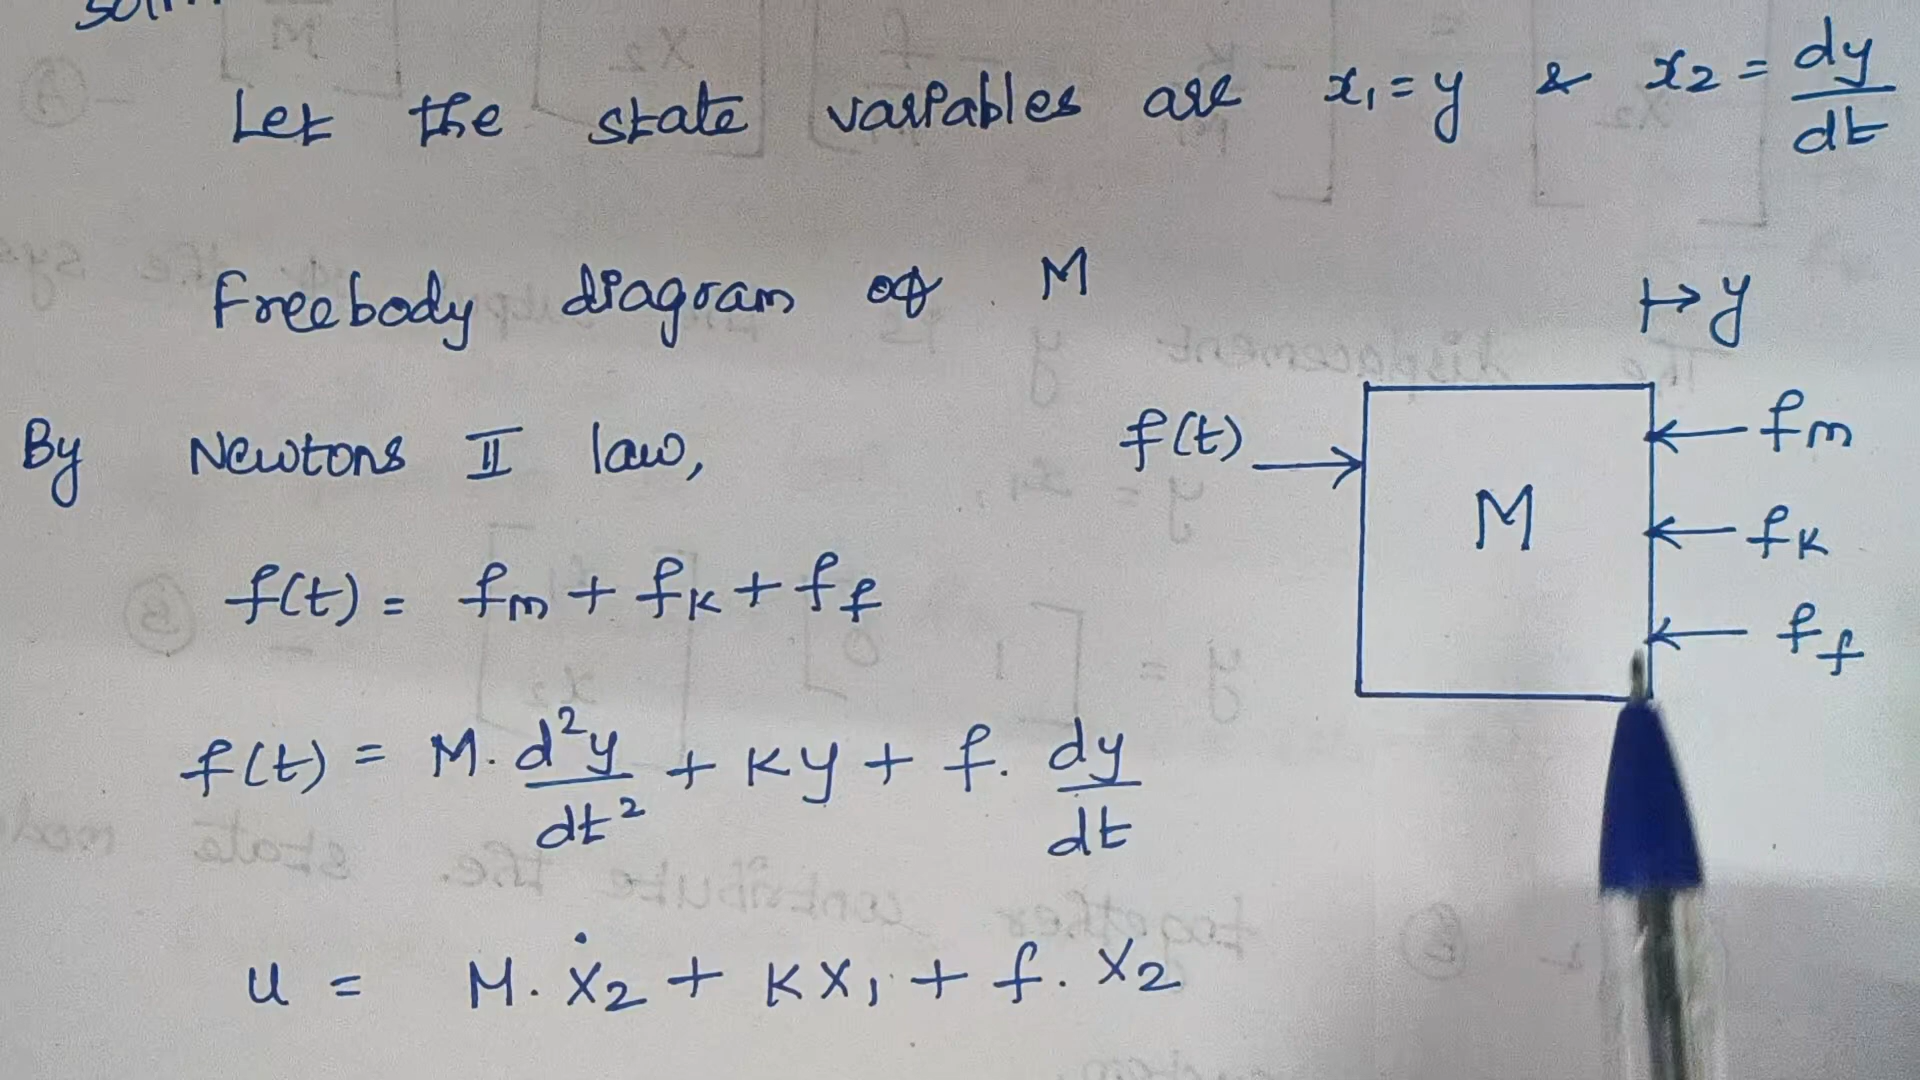 Soln:
Let the state variables are x₁ = y & x₂ = dy/dt
Freebody diagram of M
↦ y
By Newtons II law,
f(t) → M
← fm
← fK
← ff
f(t) = fm + fK + ff
f(t) = M. d²y/dt² + Ky + f. dy/dt
u = M. ẋ₂ + KX₁ + f. X₂